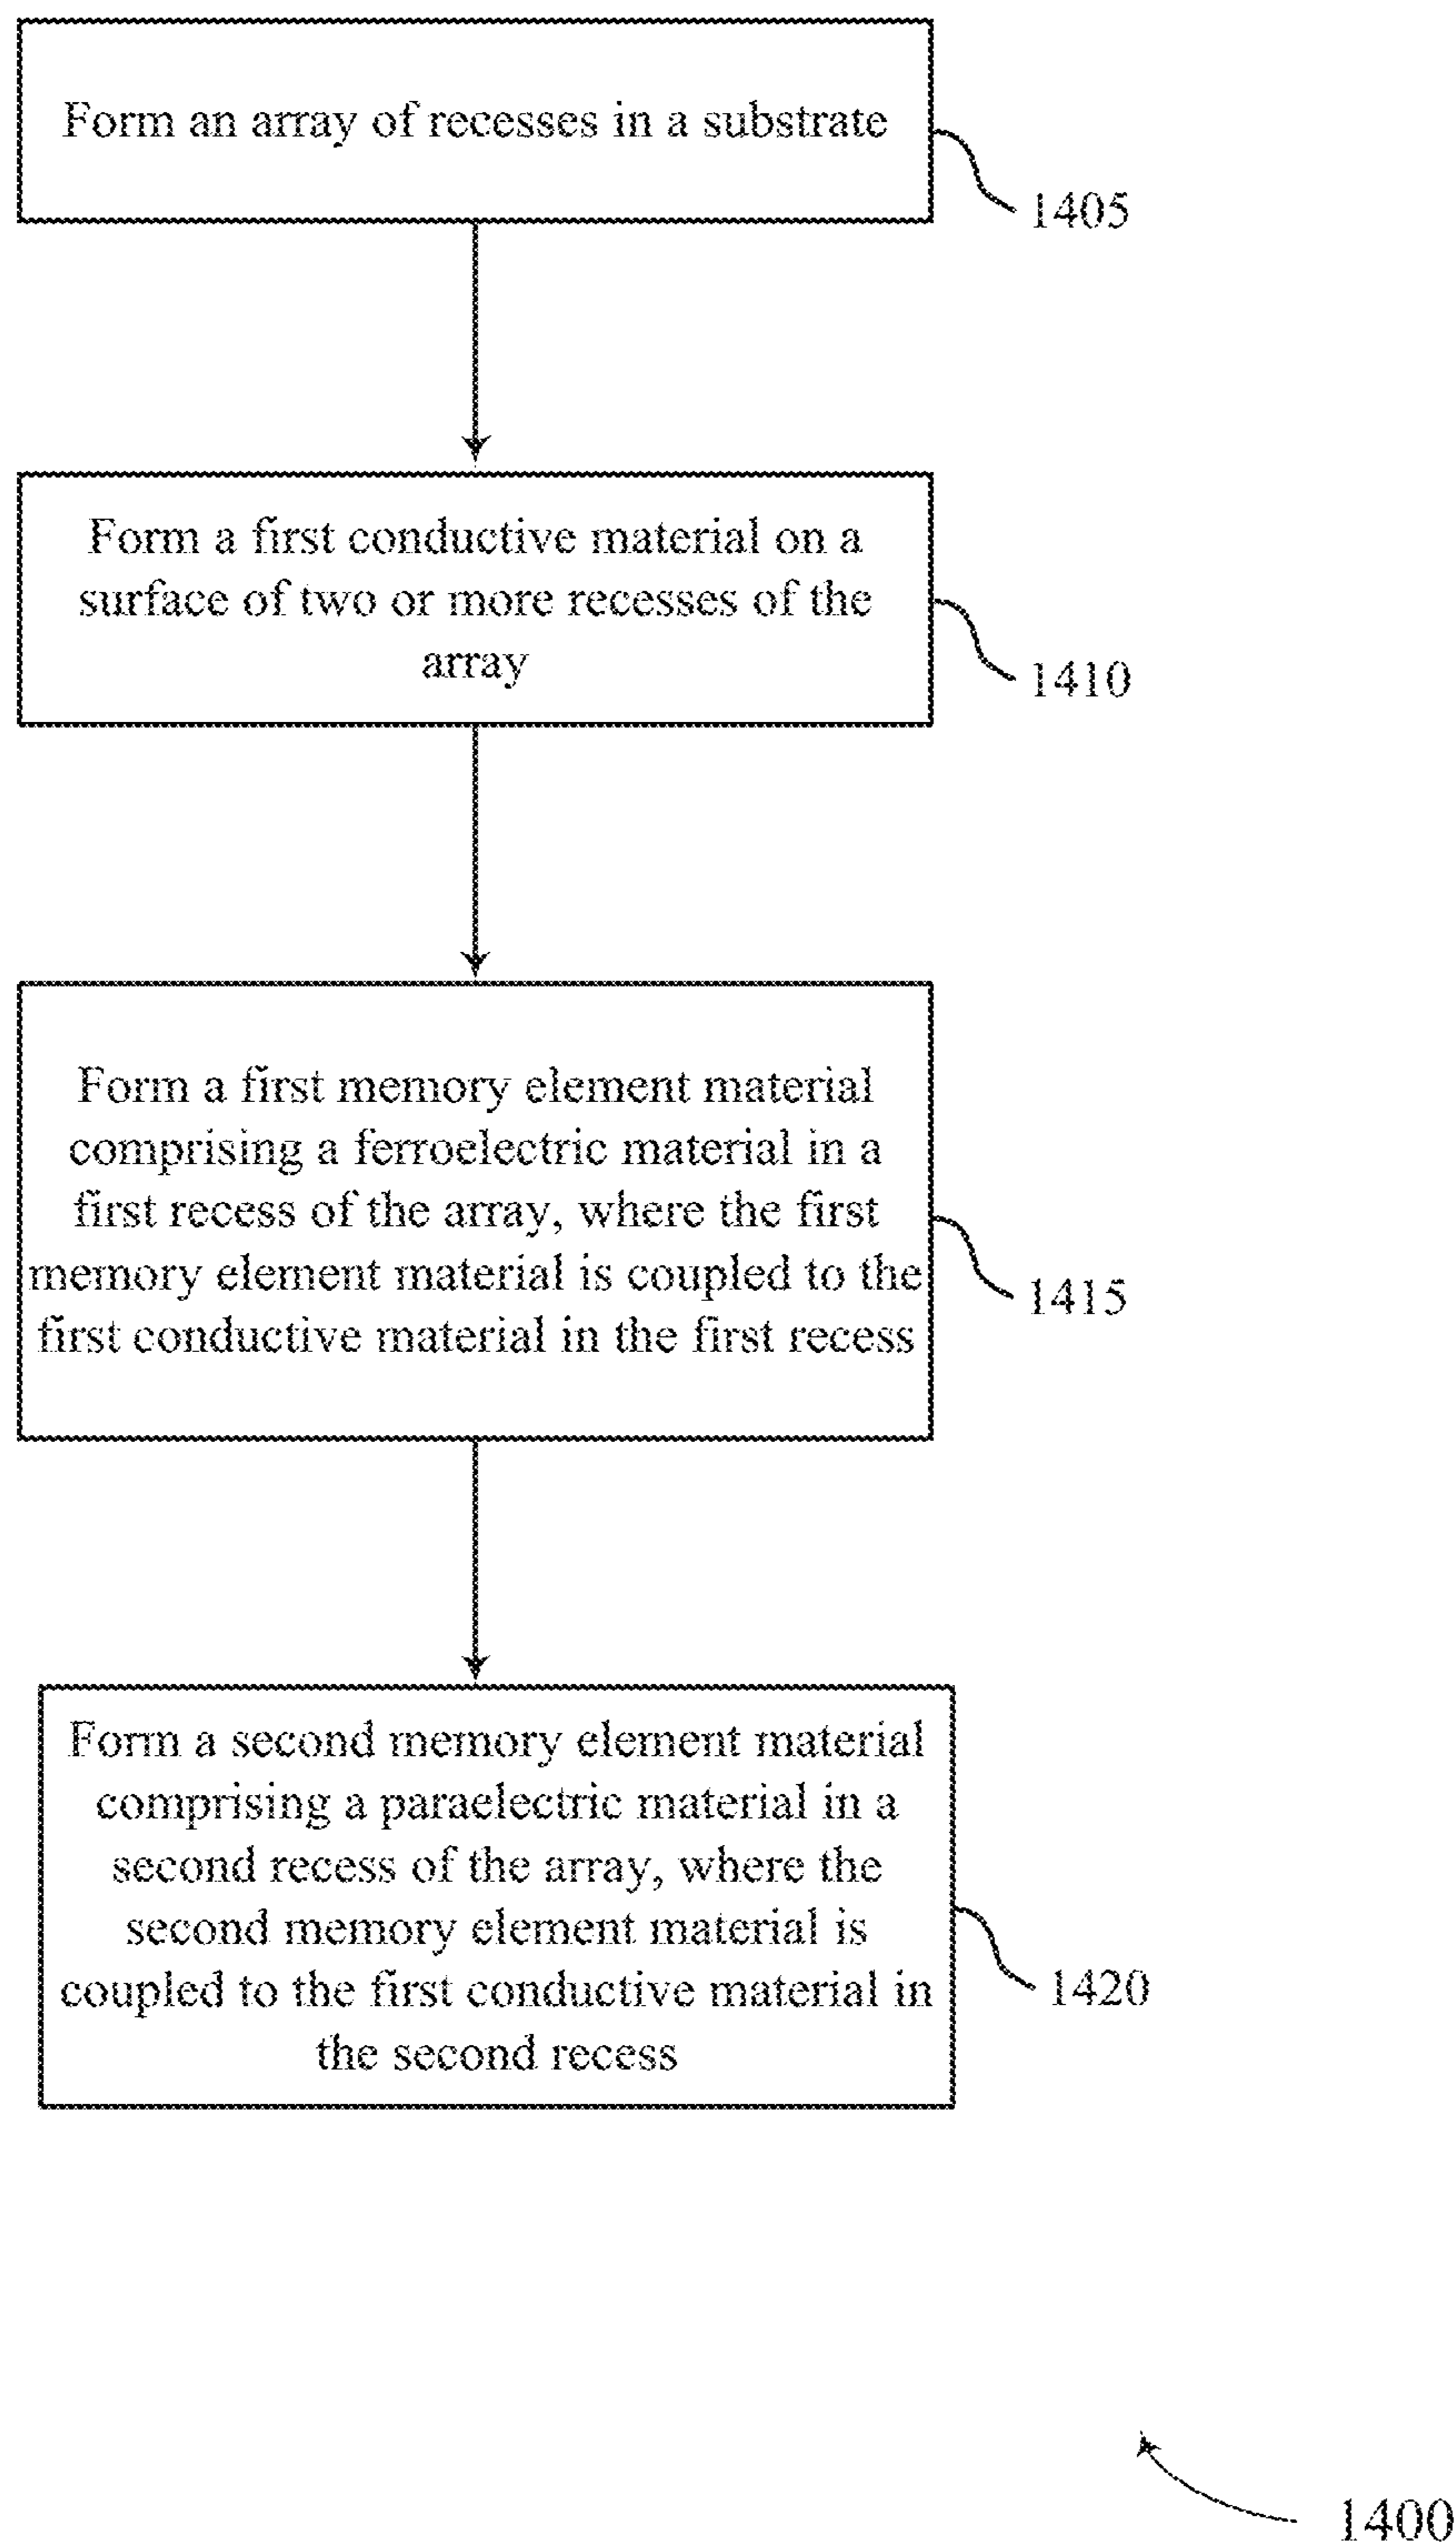 Form an array of recesses in a substrate
1405
Form a first conductive material on a
surface of two or more recesses of the
array
1410
Form a first memory element material
comprising a ferroelectric material in a
first recess of the array, where the first
memory element material is coupled to the
first conductive material in the first recess
1415
Form a second memory element material
comprising a paraelectric material in a
second recess of the array, where the
second memory element material is
coupled to the first conductive material in
the second recess
1420
1400